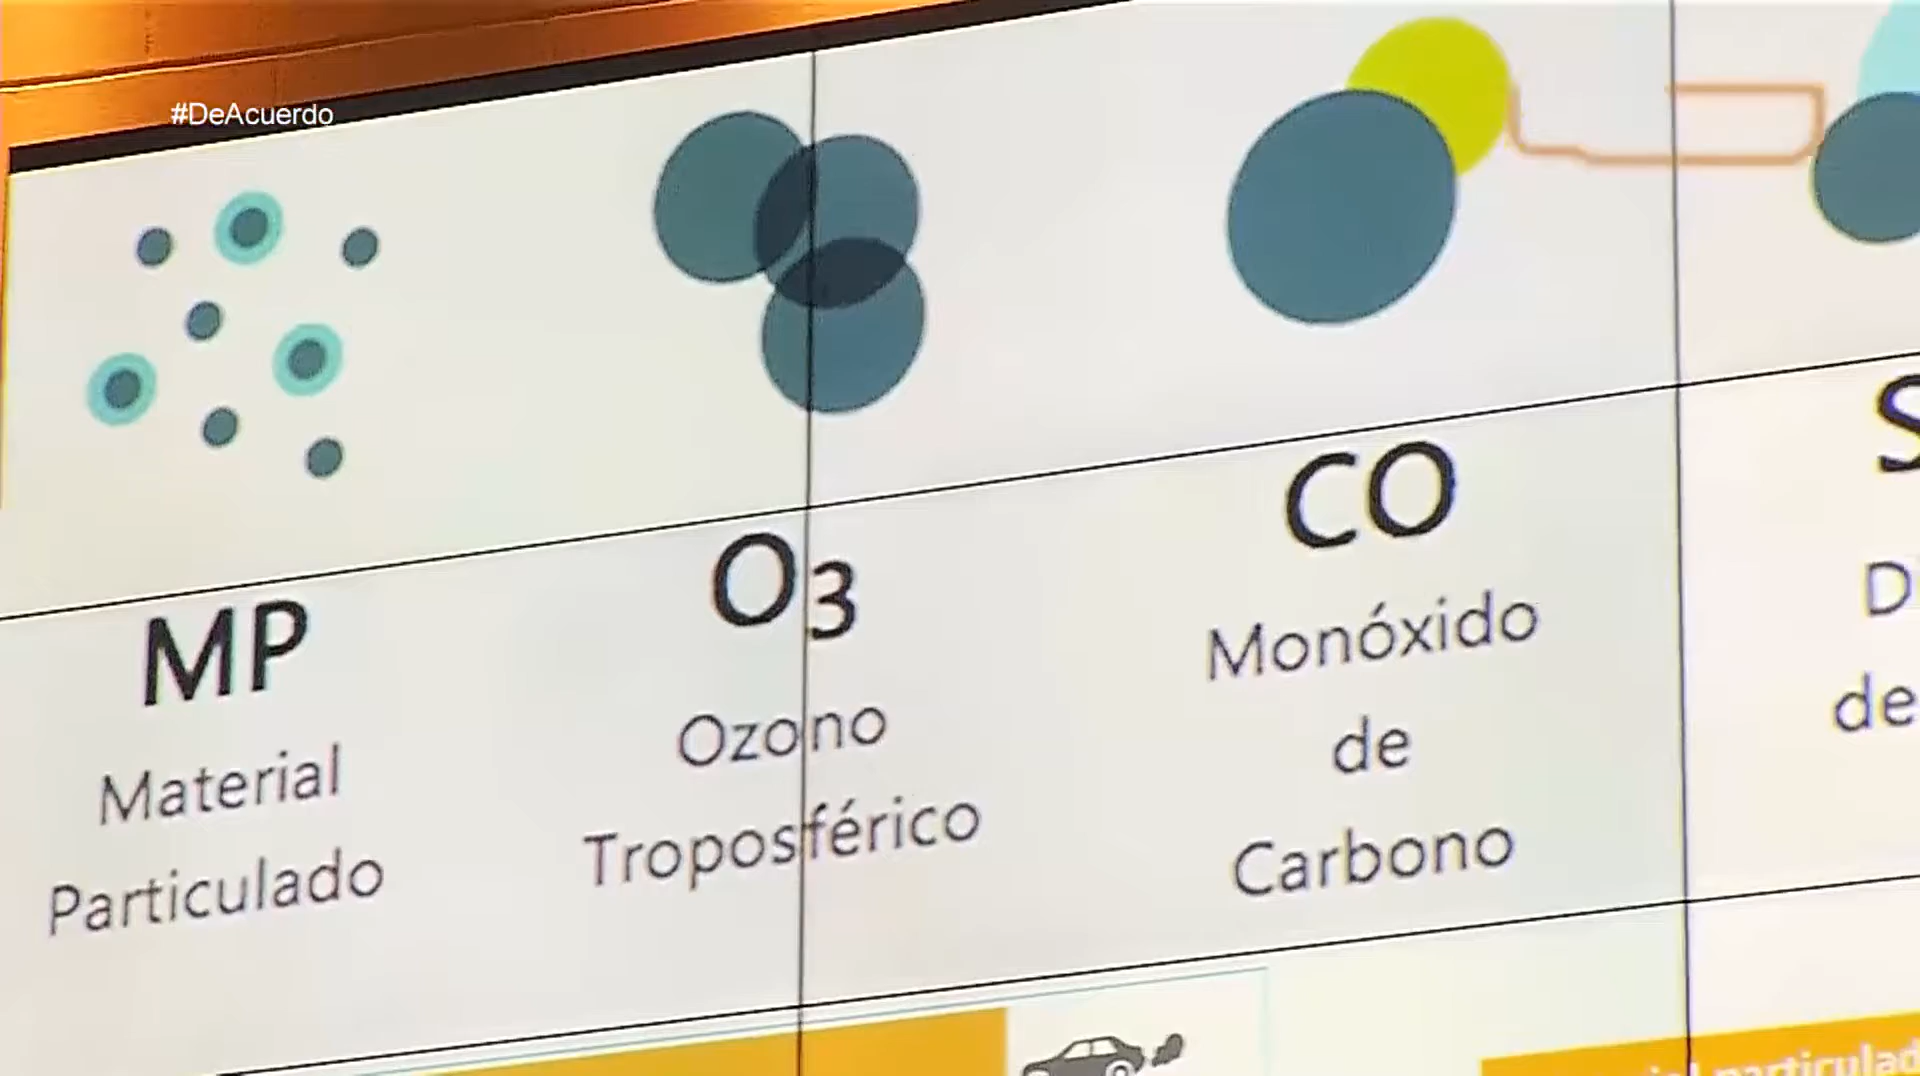 #DeAcuerdo
MP
Material
Particulado
O3
Ozono
Troposférico
CO
Monóxido
de
Carbono
de